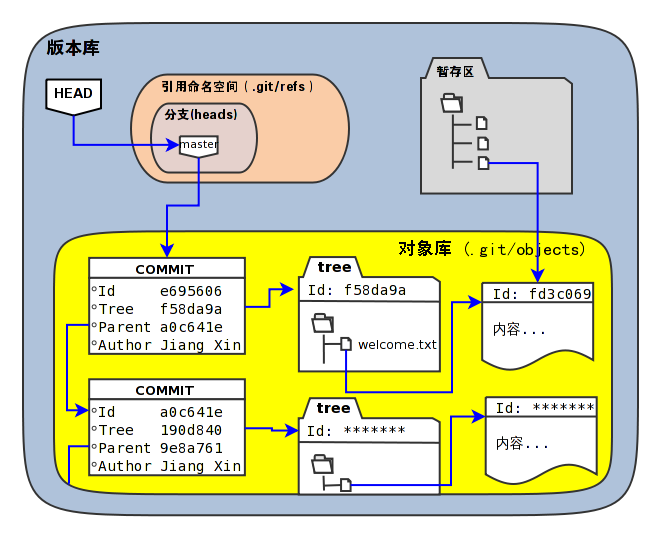 版本库
HEAD
引用命名空间 ( .git/refs )
分支(heads)
master
暂存区
对象库 (.git/objects)
COMMIT
Id e695606
Tree f58da9a
Parent a0c641e
Author Jiang Xin
tree
Id: f58da9a
welcome.txt
Id: fd3c069
内容...
COMMIT
Id a0c641e
Tree 190d840
Parent 9e8a761
Author Jiang Xin
tree
Id: *******
Id: *******
内容...